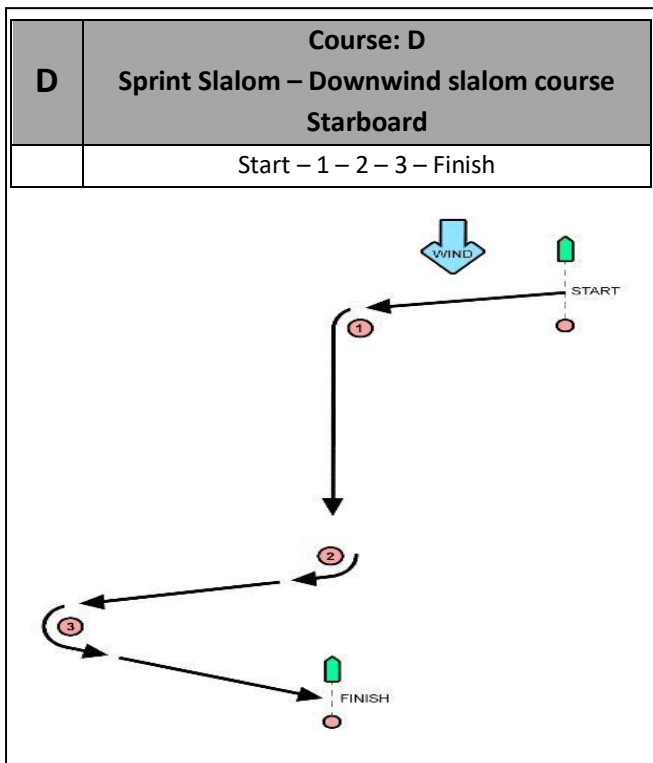 D
Course: D
Sprint Slalom – Downwind slalom course
Starboard
Start – 1 – 2 – 3 – Finish
WIND
START
1
2
3
FINISH